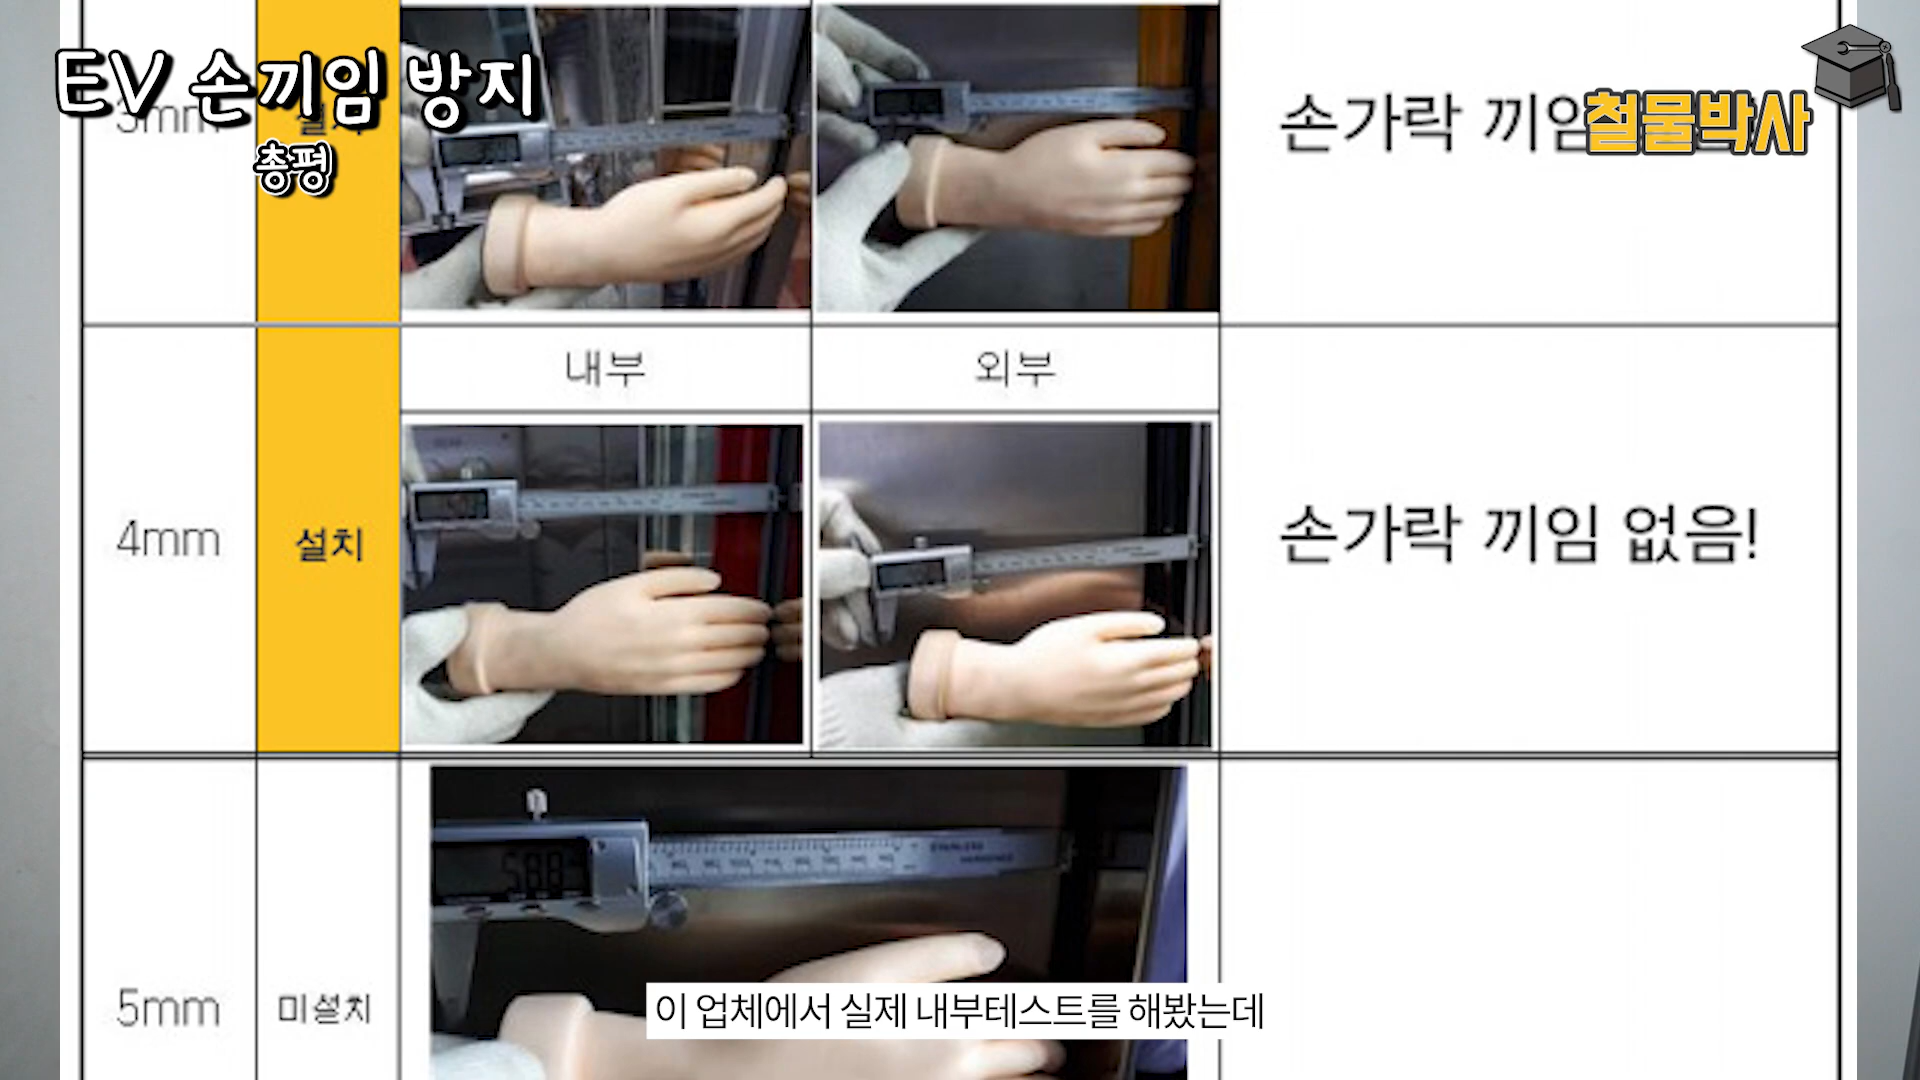 EV 손끼임 방지
총평
철물박사
3mm
손가락 끼임
내부
외부
4mm
설치
손가락 끼임 없음!
5mm
미설치
이 업체에서 실제 내부테스트를 해봤는데